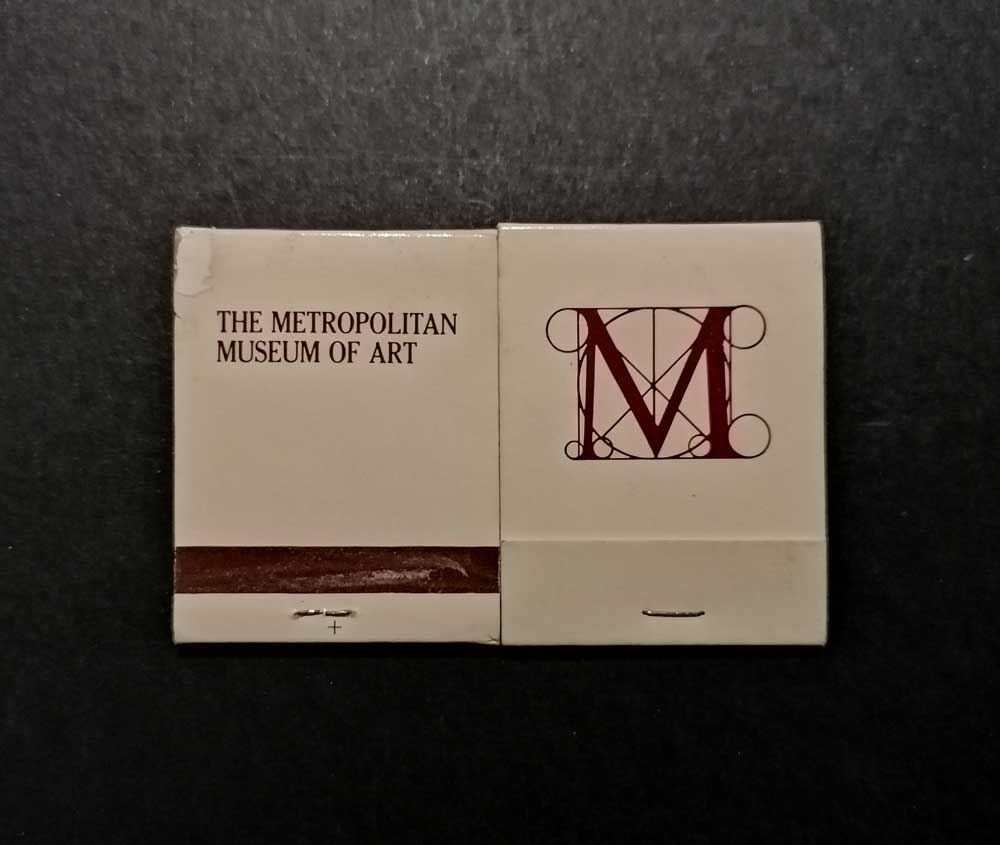 THE METROPOLITAN
MUSEUM OF ART
M